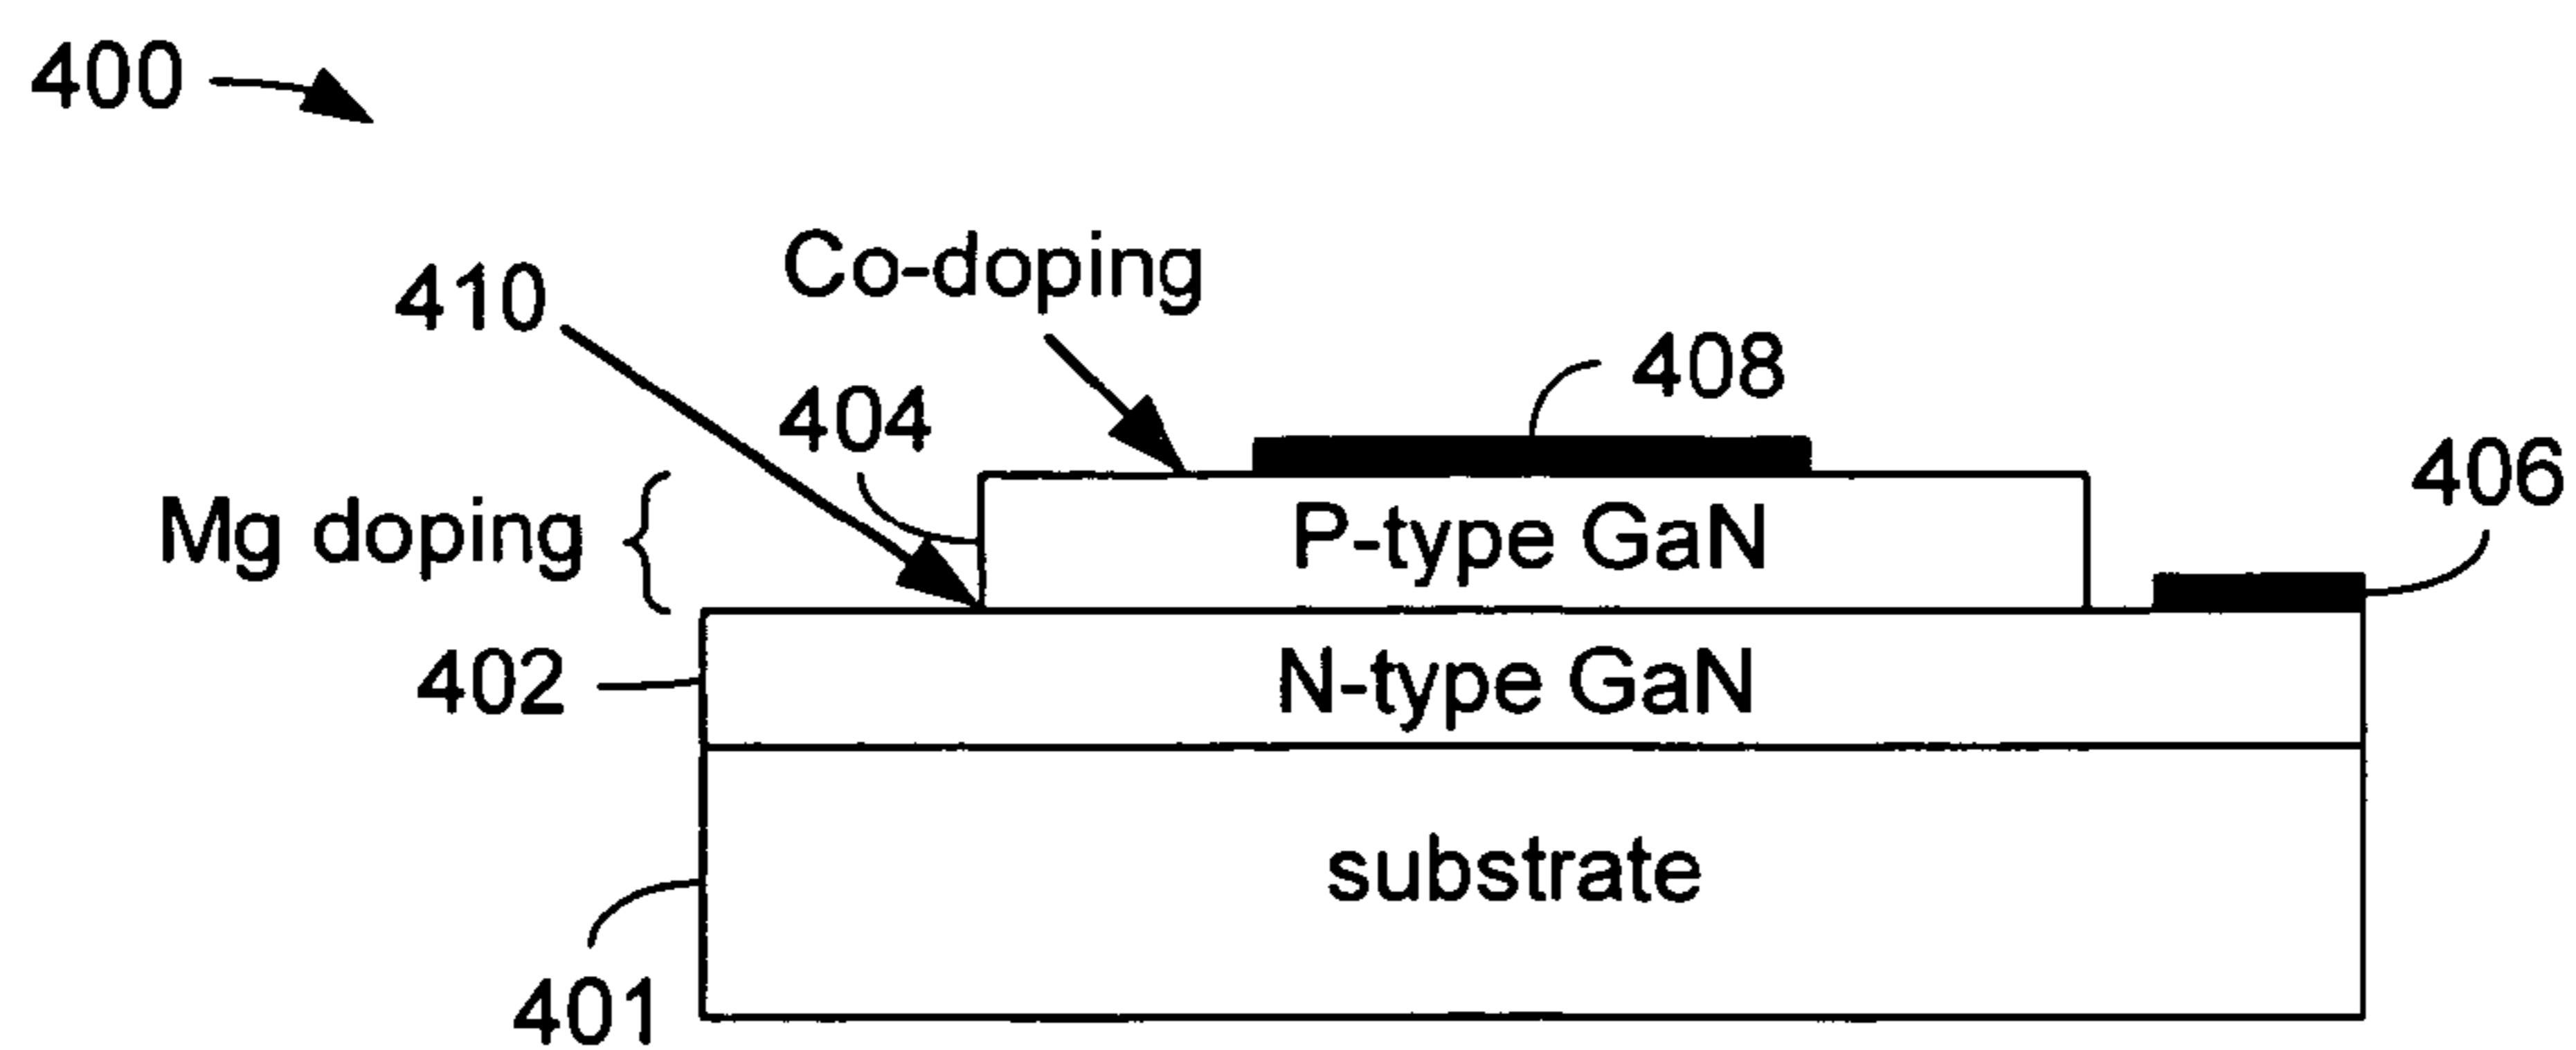 400
Co-doping
410
408
404
406
Mg doping
P-type GaN
402
N-type GaN
substrate
401